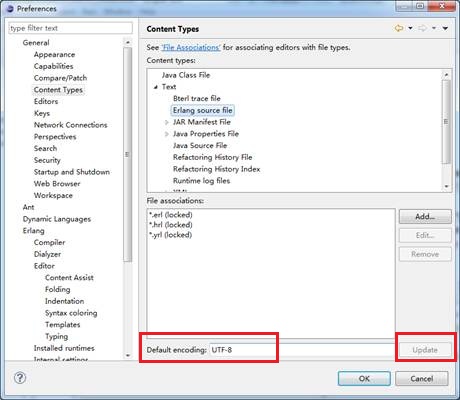 Preferences
type filter text
General
Appearance
Capabilities
Compare/Patch
Content Types
Editors
Keys
Network Connections
Perspectives
Search
Security
Startup and Shutdown
Web Browser
Workspace
Ant
Dynamic Languages
Erlang
Compiler
Dialyzer
Editor
Content Assist
Folding
Indentation
Syntax coloring
Templates
Typing
Installed runtimes
Internal settings
Content Types
See 'File Associations' for associating editors with file types.
Content types:
Java Class File
Text
Bterl trace file
Erlang source file
JAR Manifest File
Java Properties File
Java Source File
Refactoring History File
Refactoring History Index
Runtime log files
XML
File associations:
*.erl (locked)
*.hrl (locked)
*.yrl (locked)
Add...
Edit...
Remove
Default encoding: UTF-8
Update
OK
Cancel